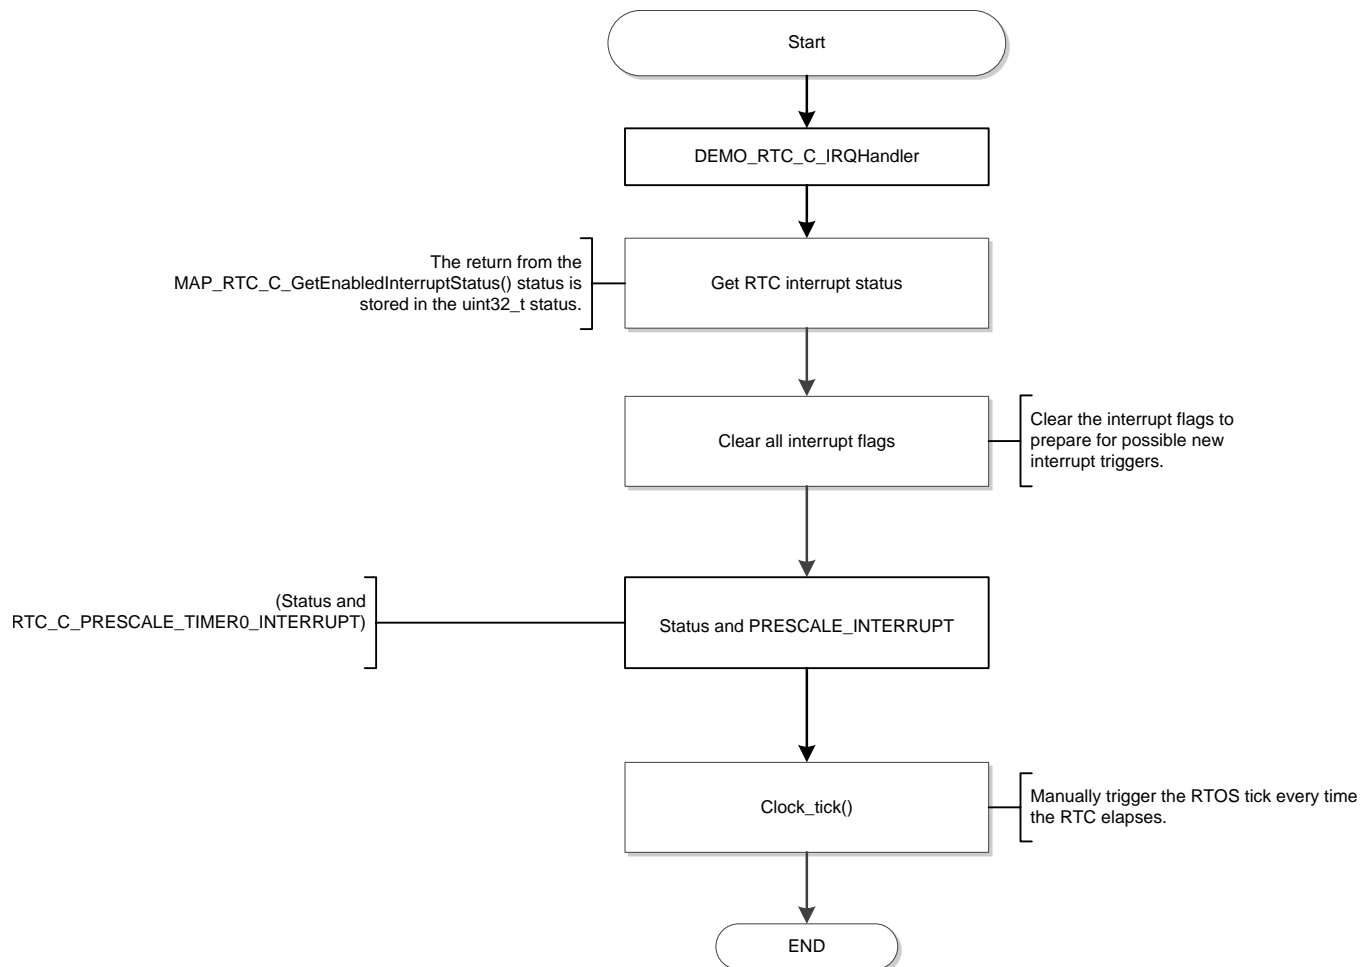 Start
DEMO_RTC_C_IRQHandler
The return from the
MAP_RTC_C_GetEnabledInterruptStatus() status is
stored in the uint32_t status.
Get RTC interrupt status
Clear all interrupt flags
Clear the interrupt flags to
prepare for possible new
interrupt triggers.
(Status and
RTC_C_PRESCALE_TIMER0_INTERRUPT)
Status and PRESCALE_INTERRUPT
Clock_tick()
Manually trigger the RTOS tick every time
the RTC elapses.
END